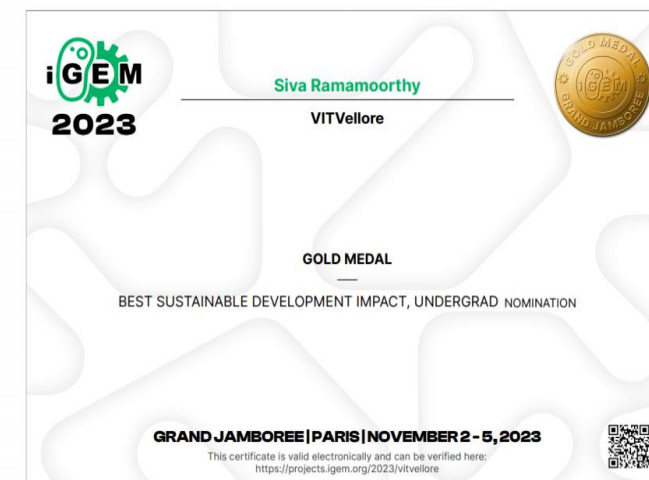 iGEM
2023
Siva Ramamoorthy
VITVellore
GOLD MEDAL
iGEM
GRAND JAMBOREE
GOLD MEDAL
BEST SUSTAINABLE DEVELOPMENT IMPACT, UNDERGRAD NOMINATION
GRAND JAMBOREE|PARIS|NOVEMBER 2 - 5, 2023
This certificate is valid electronically and can be verified here:
https://projects.igem.org/2023/vitvellore